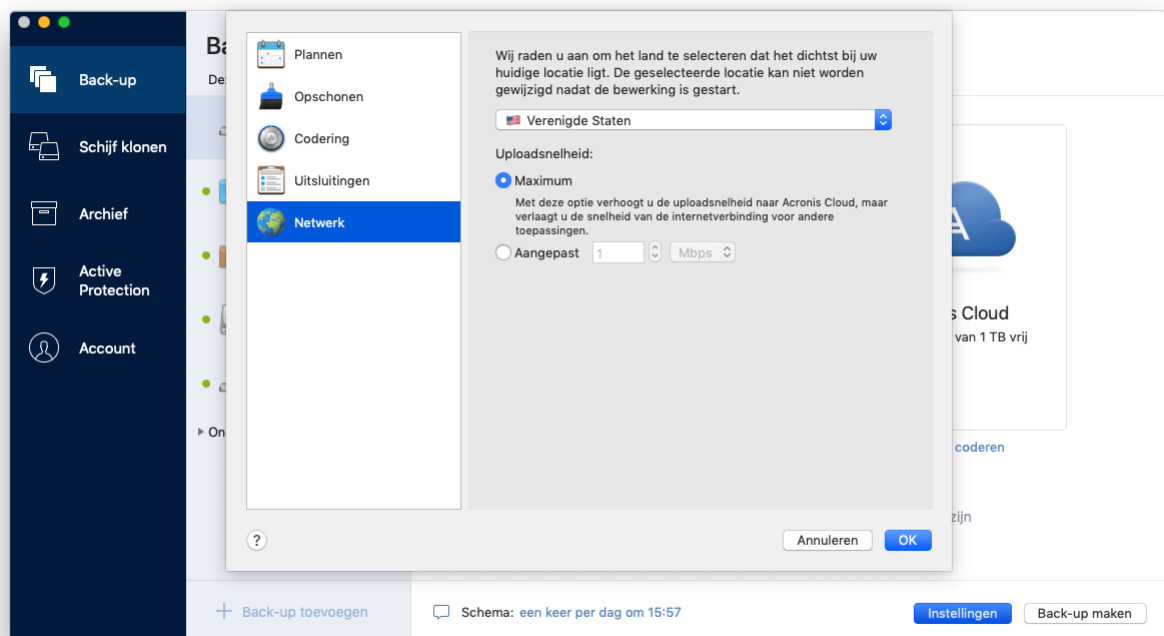 Back-up
Schijf klonen
Archief
Active
Protection
Account
Plannen
Opschonen
Codering
Uitsluitingen
Netwerk
Wij raden u aan om het land te selecteren dat het dichtst bij uw
huidige locatie ligt. De geselecteerde locatie kan niet worden
gewijzigd nadat de bewerking is gestart.
Verenigde Staten
Uploadsnelheid:
Maximum
Met deze optie verhoogt u de uploadsnelheid naar Acronis Cloud, maar
verlaagt u de snelheid van de internetverbinding voor andere
toepassingen.
Aangepast 1 Mbps
s Cloud
van 1 TB vrij
coderen
zijn
? Annuleren OK
Back-up toevoegen
Schema: een keer per dag om 15:57
Instellingen Back-up maken